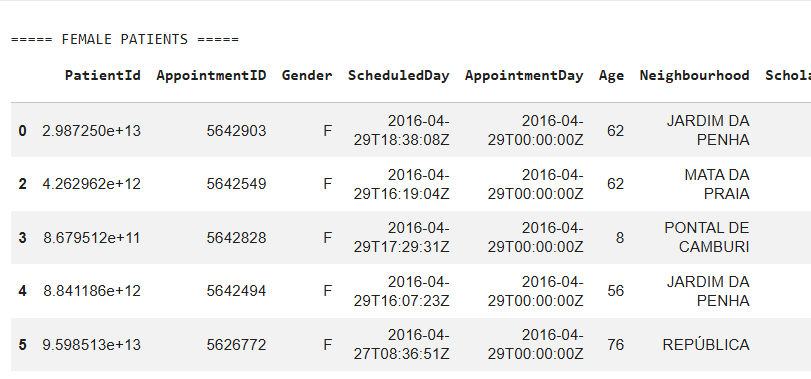 ===== FEMALE PATIENTS =====
PatientId AppointmentID Gender ScheduledDay AppointmentDay Age Neighbourhood Schola
0 2.987250e+13 5642903 F 2016-04-29T18:38:08Z 2016-04-29T00:00:00Z 62 JARDIM DA PENHA
2 4.262962e+12 5642549 F 2016-04-29T16:19:04Z 2016-04-29T00:00:00Z 62 MATA DA PRAIA
3 8.679512e+11 5642828 F 2016-04-29T17:29:31Z 2016-04-29T00:00:00Z 8 PONTAL DE CAMBURI
4 8.841186e+12 5642494 F 2016-04-29T16:07:23Z 2016-04-29T00:00:00Z 56 JARDIM DA PENHA
5 9.598513e+13 5626772 F 2016-04-27T08:36:51Z 2016-04-29T00:00:00Z 76 REPÚBLICA